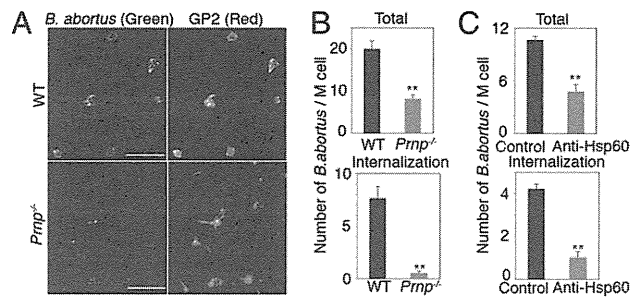 A
B. abortus (Green)
GP2 (Red)
WT
Prnp-/-
B
Total
Number of B.abortus / M cell
20
10
0
**
WT Prnp-/-
Internalization
10
5
0
**
WT Prnp-/-
C
Total
Number of B.abortus / M cell
12
6
0
**
Control Anti-Hsp60
Internalization
4
2
0
**
Control Anti-Hsp60